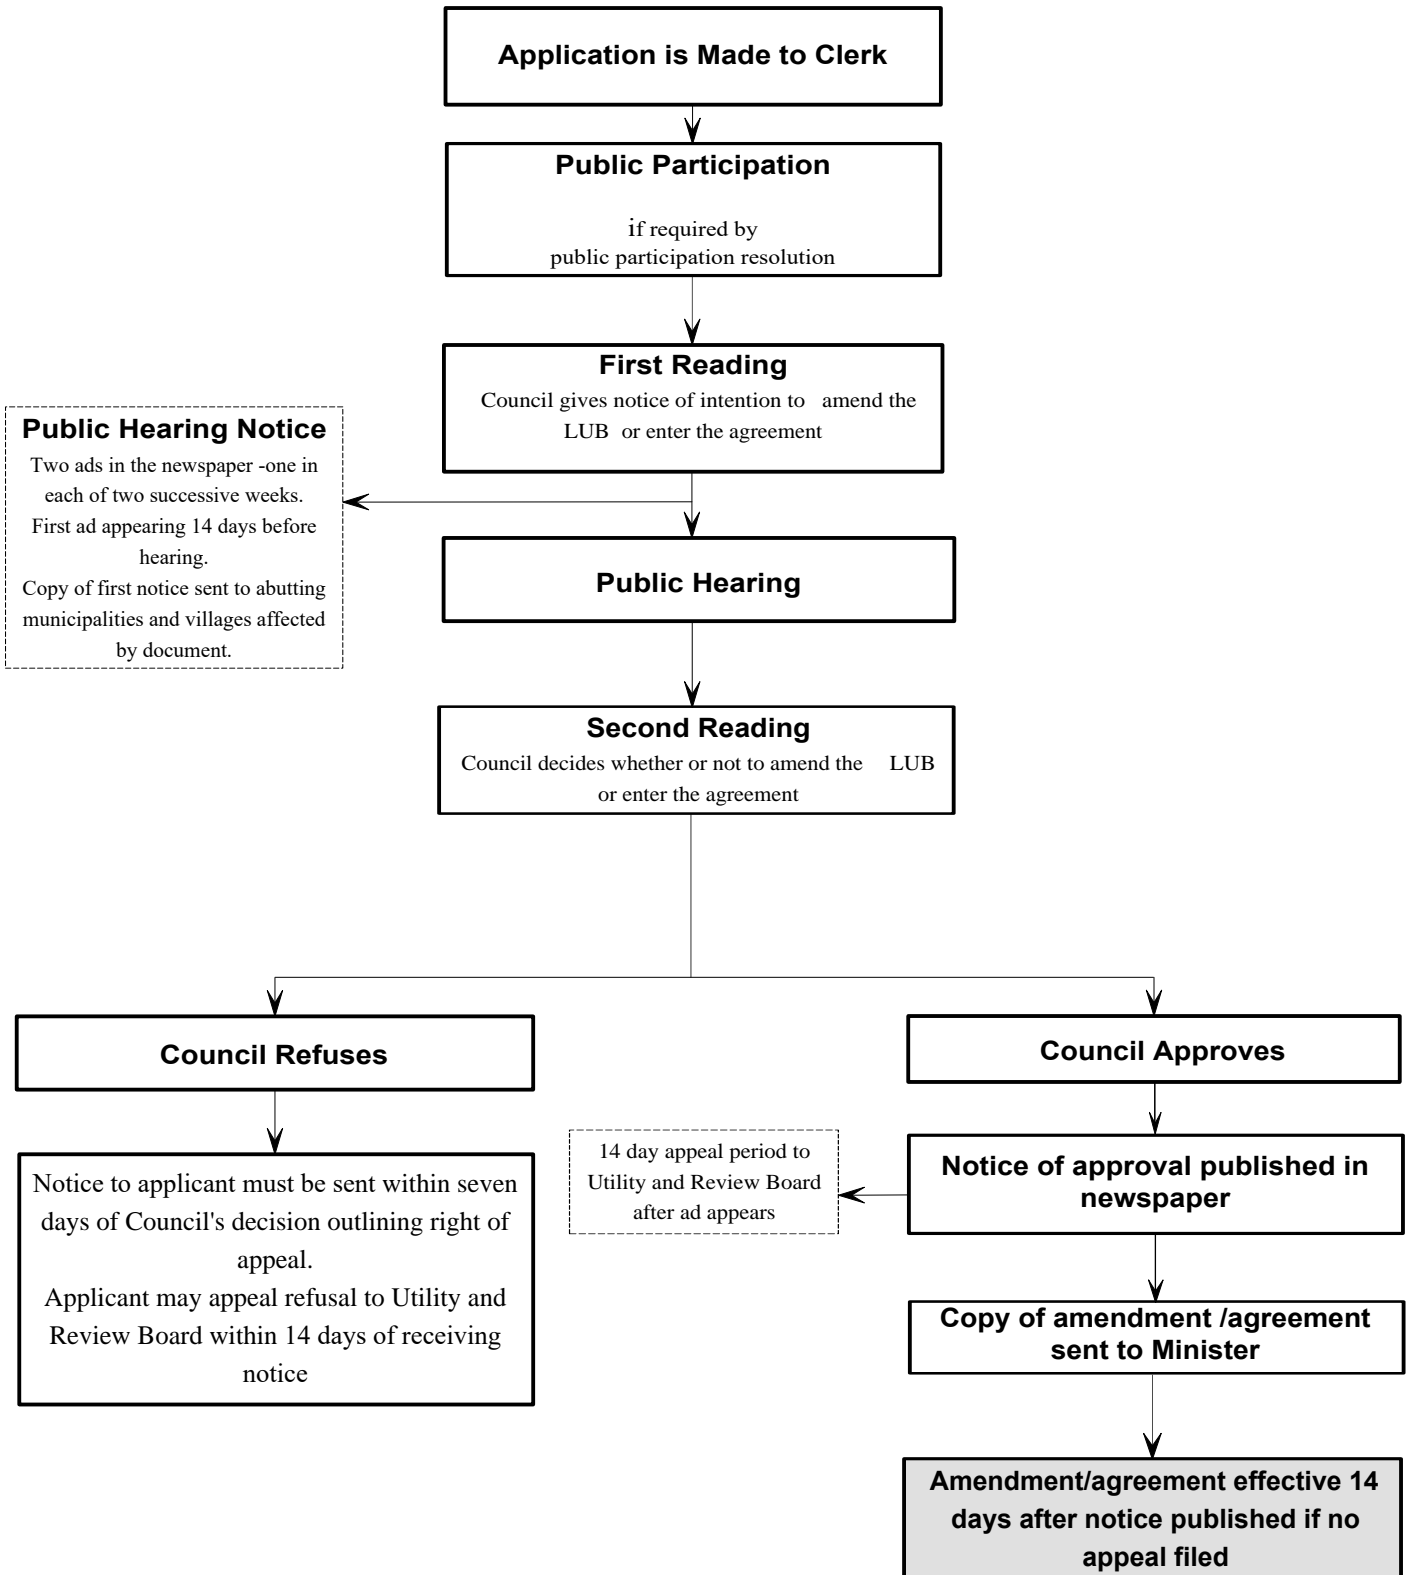 Application is Made to Clerk
Public Participation
if required by
public participation resolution
First Reading
Council gives notice of intention to amend the
LUB or enter the agreement
Public Hearing Notice
Two ads in the newspaper -one in
each of two successive weeks.
First ad appearing 14 days before
hearing.
Copy of first notice sent to abutting
municipalities and villages affected
by document.
Public Hearing
Second Reading
Council decides whether or not to amend the LUB
or enter the agreement
Council Refuses
Notice to applicant must be sent within seven
days of Council's decision outlining right of
appeal.
Applicant may appeal refusal to Utility and
Review Board within 14 days of receiving
notice
Council Approves
14 day appeal period to
Utility and Review Board
after ad appears
Notice of approval published in
newspaper
Copy of amendment /agreement
sent to Minister
Amendment/agreement effective 14
days after notice published if no
appeal filed